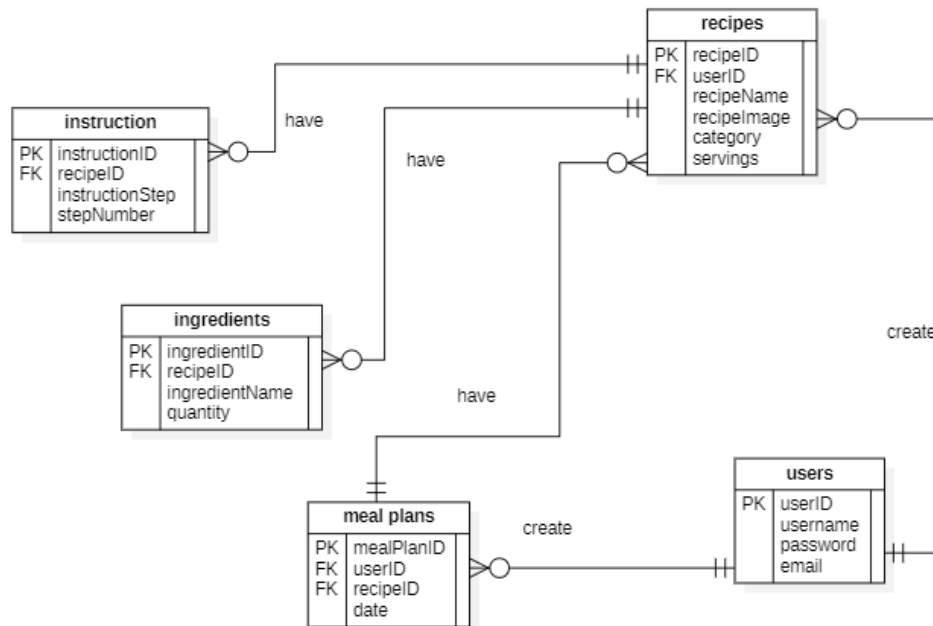 recipes
PK recipeID
FK userID
recipeName
recipeImage
category
servings
have
instruction
PK instructionID
FK recipeID
instructionStep
stepNumber
have
ingredients
PK ingredientID
FK recipeID
ingredientName
quantity
create
have
users
PK userID
username
password
email
meal plans
PK mealPlanID
FK userID
FK recipeID
date
create